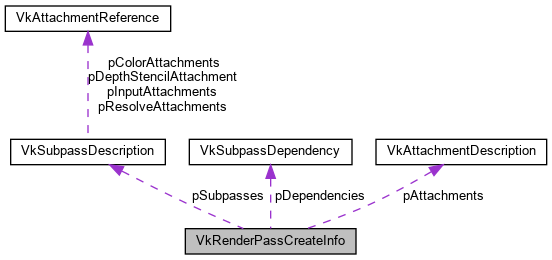 VkAttachmentReference
pColorAttachments
pDepthStencilAttachment
pInputAttachments
pResolveAttachments
VkSubpassDescription
VkSubpassDependency
VkAttachmentDescription
pSubpasses
pDependencies
pAttachments
VkRenderPassCreateInfo